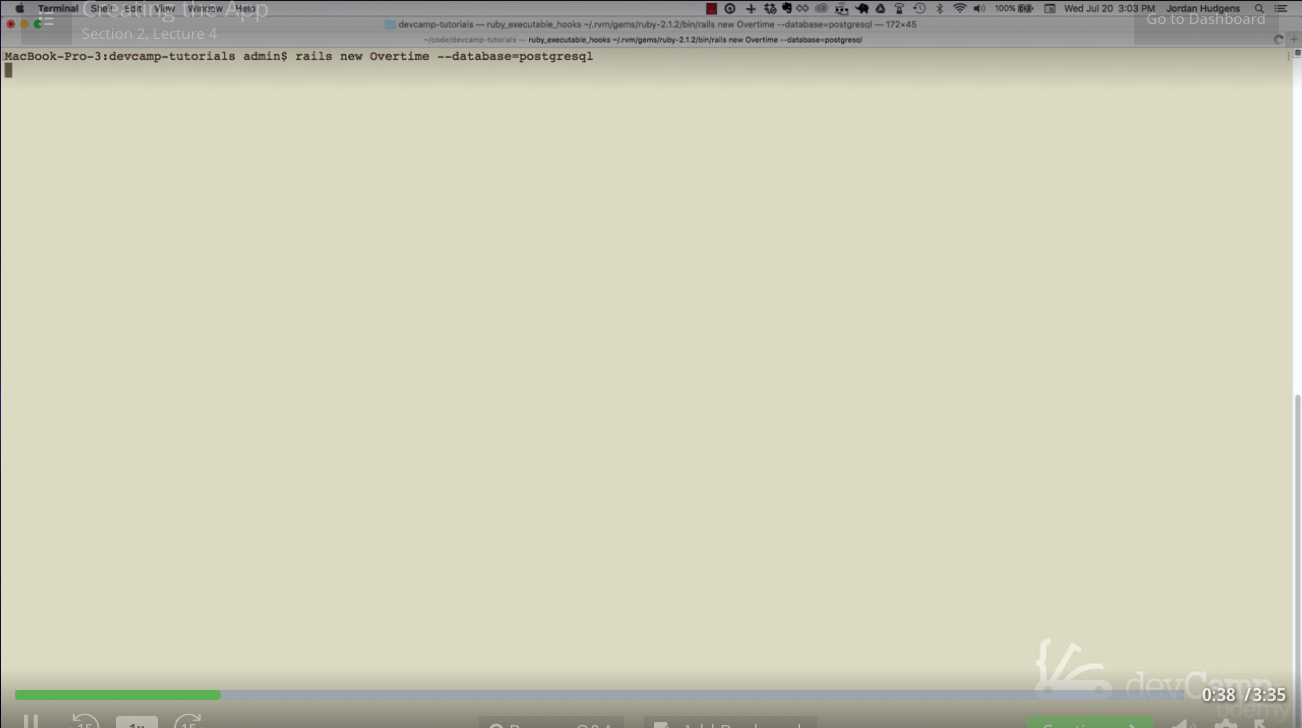 Terminal Shell Edit View Window Help
100% Wed Jul 20 3:03 PM Jordan Hudgens
Creating the App
Section 2, Lecture 4
Go to Dashboard
devcamp-tutorials — ruby_executable_hooks ~/.rvm/gems/ruby-2.1.2/bin/rails new Overtime --database=postgresql — 172×45
~/code/devcamp-tutorials — ruby_executable_hooks ~/.rvm/gems/ruby-2.1.2/bin/rails new Overtime --database=postgresql
MacBook-Pro-3:devcamp-tutorials admin$ rails new Overtime --database=postgresql
devCamp
0:38 / 3:35
udemy
15 1x 15